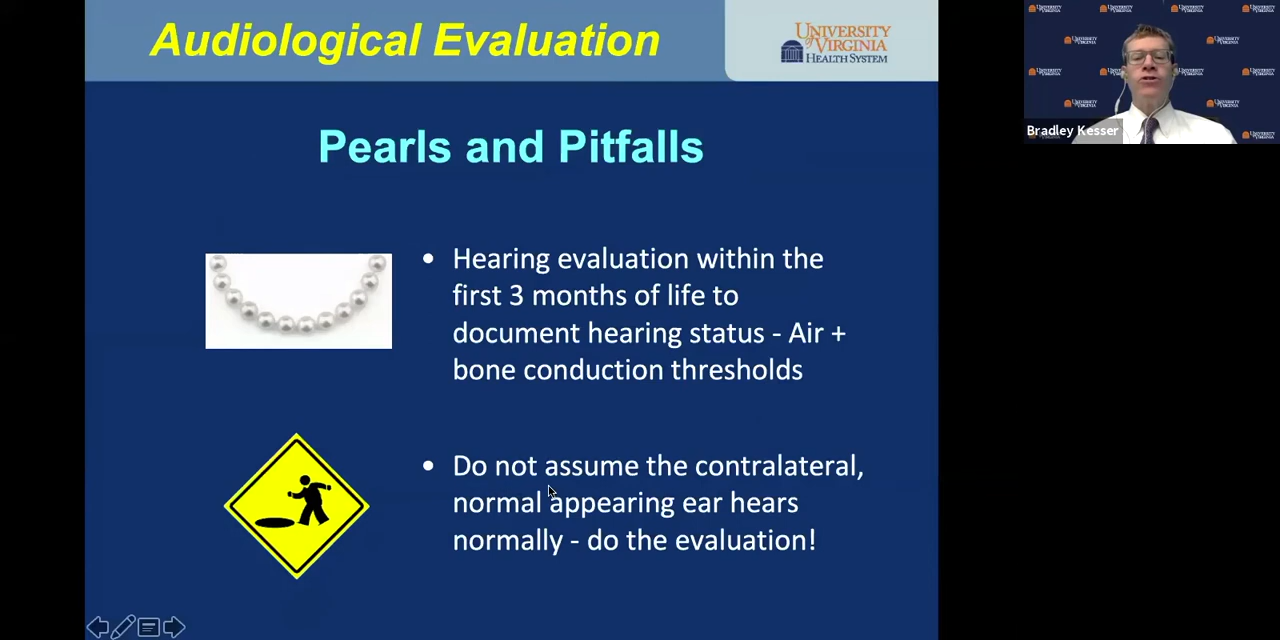 Audiological Evaluation
UNIVERSITY
of VIRGINIA
HEALTH SYSTEM
Pearls and Pitfalls
• Hearing evaluation within the
first 3 months of life to
document hearing status - Air +
bone conduction thresholds
• Do not assume the contralateral,
normal appearing ear hears
normally - do the evaluation!
Bradley Kesser